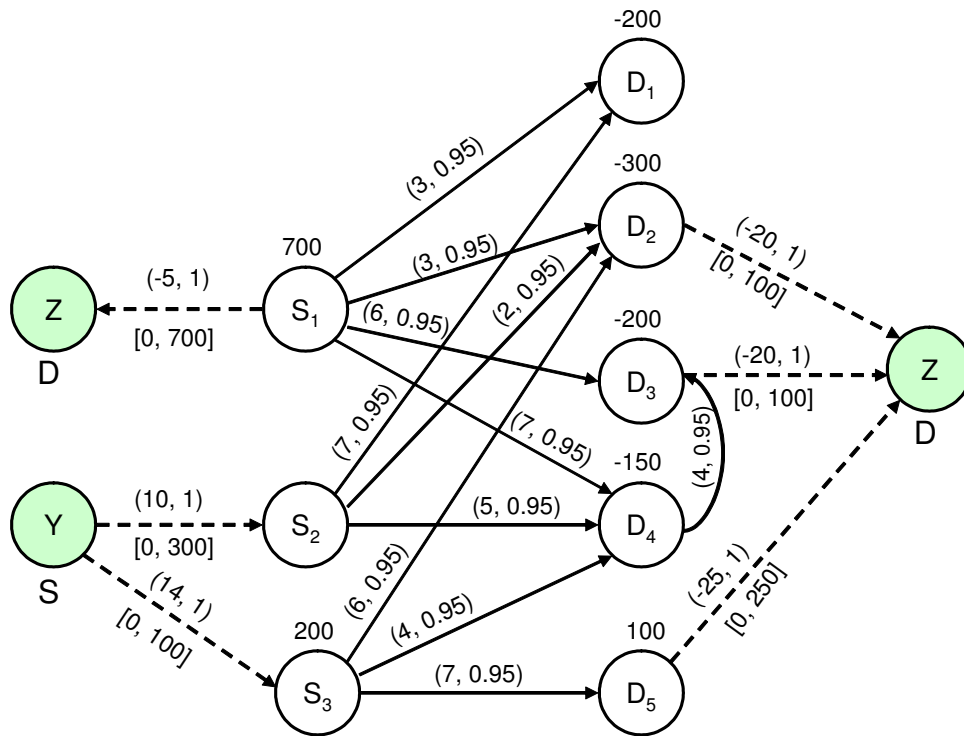 -200
D1
(3, 0.95)
-300
D2
(-20, 1)
[0, 100]
700
(3, 0.95)
(-5, 1)
Z
S1
[0, 700]
D
(2, 0.95)
(6, 0.95)
-200
D3
(-20, 1)
[0, 100]
Z
D
(7, 0.95)
(7, 0.95)
(4, 0.95)
-150
(10, 1)
Y
S2
(5, 0.95)
D4
[0, 300]
S
(14, 1)
[0, 100]
(6, 0.95)
(4, 0.95)
(-25, 1)
[0, 250]
200
100
S3
(7, 0.95)
D5